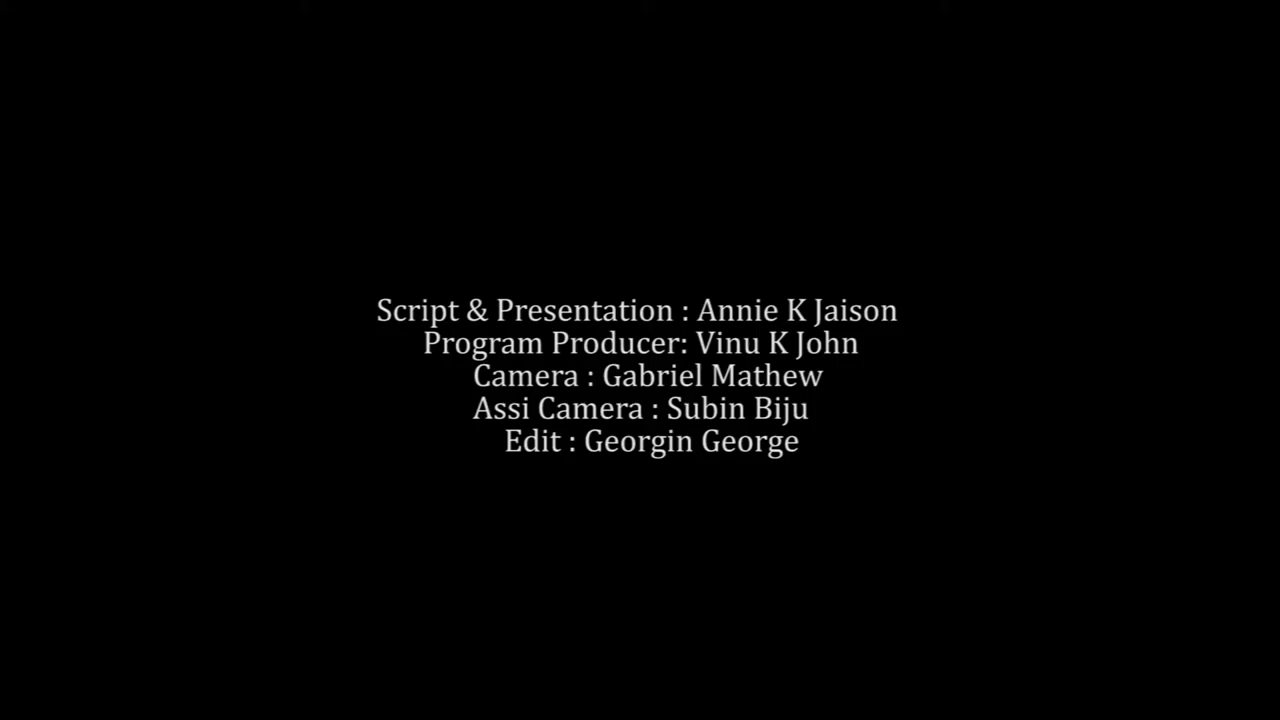 Script & Presentation : Annie K Jaison
Program Producer: Vinu K John
Camera : Gabriel Mathew
Assi Camera : Subin Biju
Edit : Georgin George